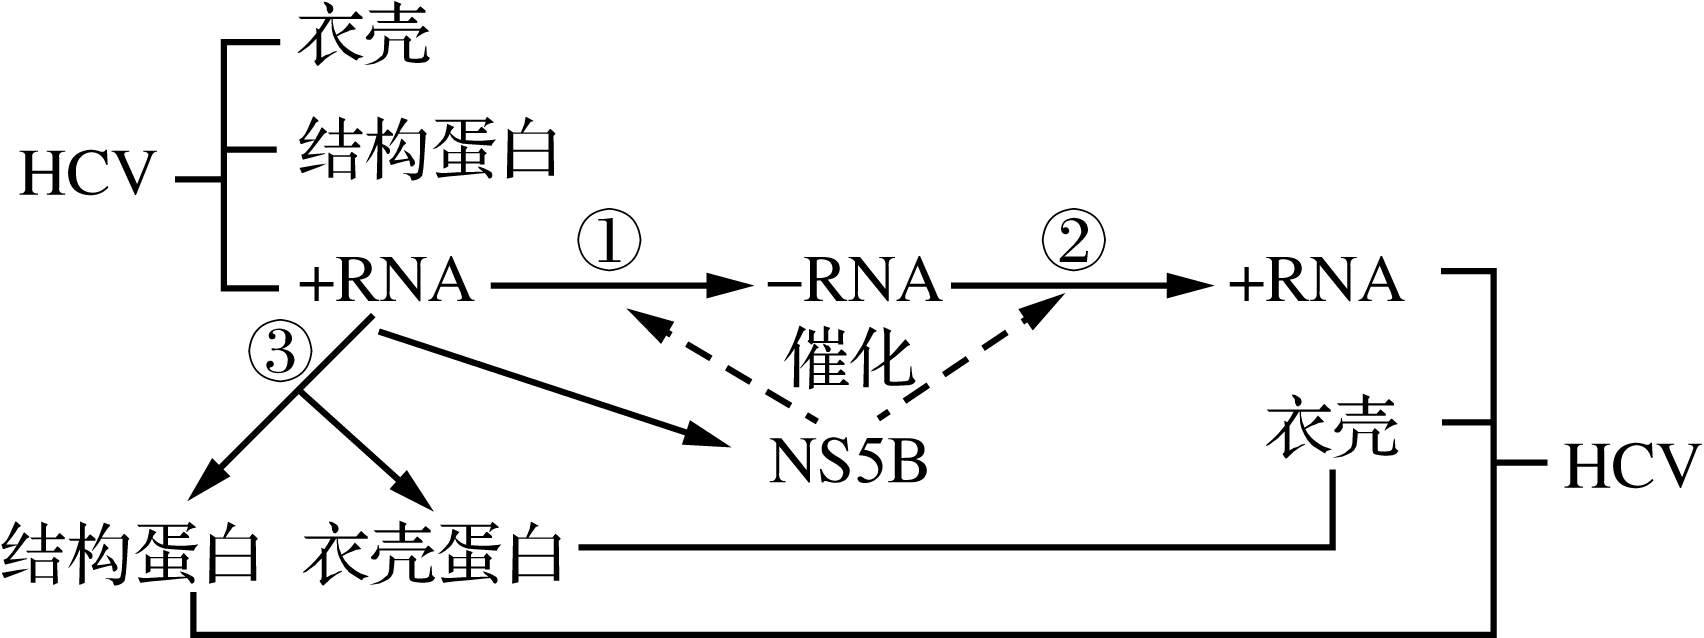 衣壳
结构蛋白
HCV
① ②
+RNA −RNA +RNA
③ 催化
衣壳
NS5B HCV
结构蛋白 衣壳蛋白